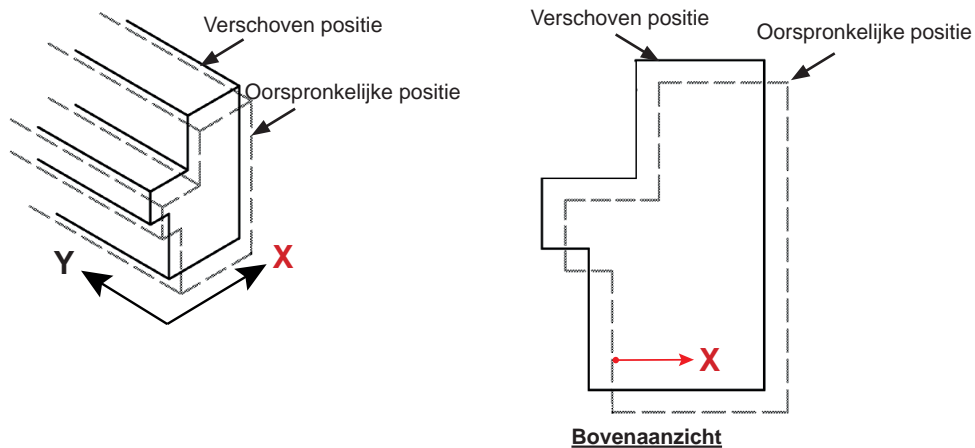 Verschoven positie
Oorspronkelijke positie
Y
X
Verschoven positie
Oorspronkelijke positie
X
Bovenaanzicht